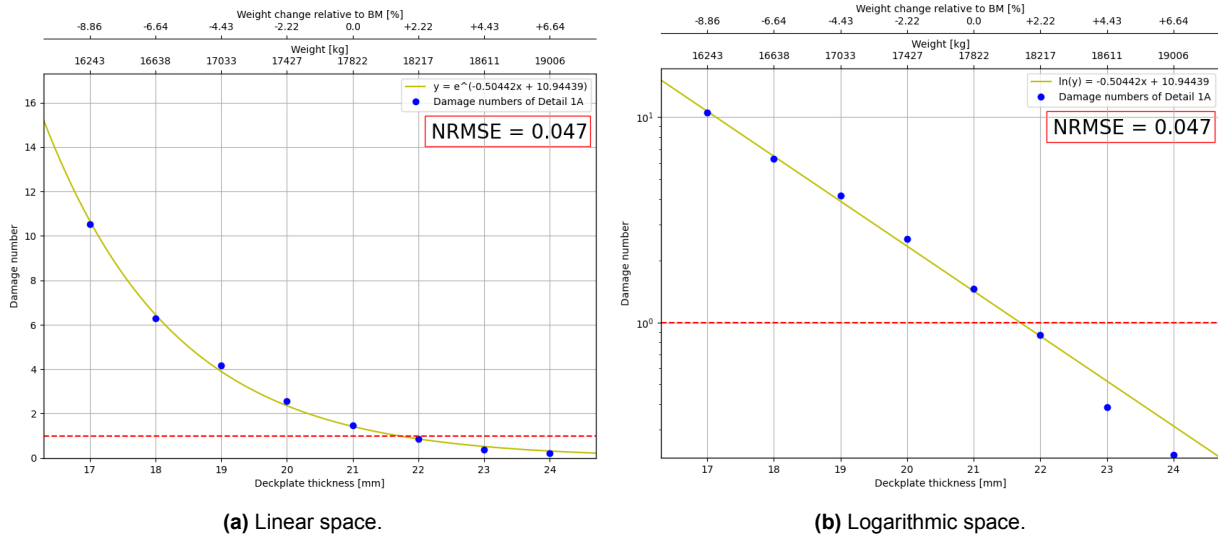 Weight change relative to BM [%]
-8.86 -6.64 -4.43 -2.22 0.0 +2.22 +4.43 +6.64
Weight [kg]
16243 16638 17033 17427 17822 18217 18611 19006
y = e^(-0.50442x + 10.94439)
Damage numbers of Detail 1A
NRMSE = 0.047
Damage number
16
14
12
10
8
6
4
2
0
17 18 19 20 21 22 23 24
Deckplate thickness [mm]
(a) Linear space.
Weight change relative to BM [%]
-8.86 -6.64 -4.43 -2.22 0.0 +2.22 +4.43 +6.64
Weight [kg]
16243 16638 17033 17427 17822 18217 18611 19006
ln(y) = -0.50442x + 10.94439
Damage numbers of Detail 1A
NRMSE = 0.047
Damage number
10¹
10⁰
17 18 19 20 21 22 23 24
Deckplate thickness [mm]
(b) Logarithmic space.